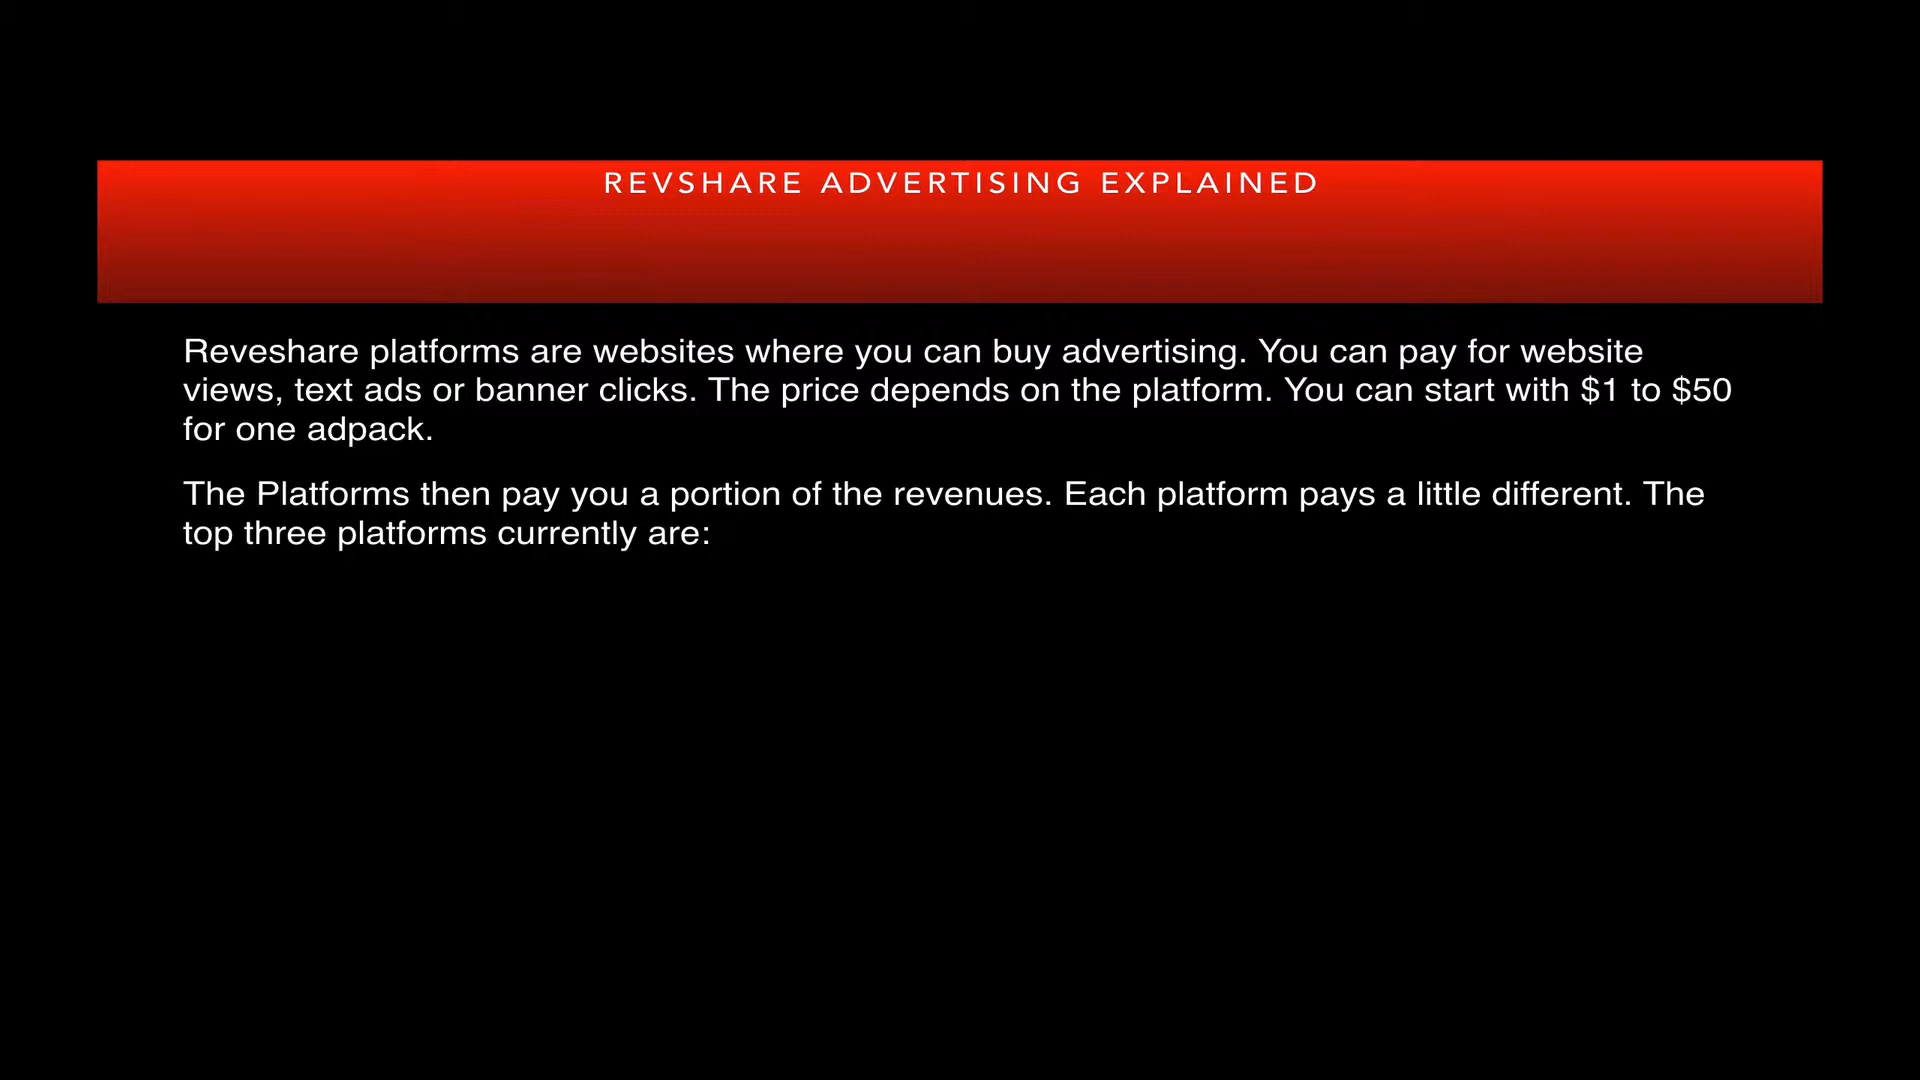 REVSHARE ADVERTISING EXPLAINED
Reveshare platforms are websites where you can buy advertising. You can pay for website
views, text ads or banner clicks. The price depends on the platform. You can start with $1 to $50
for one adpack.
The Platforms then pay you a portion of the revenues. Each platform pays a little different. The
top three platforms currently are: